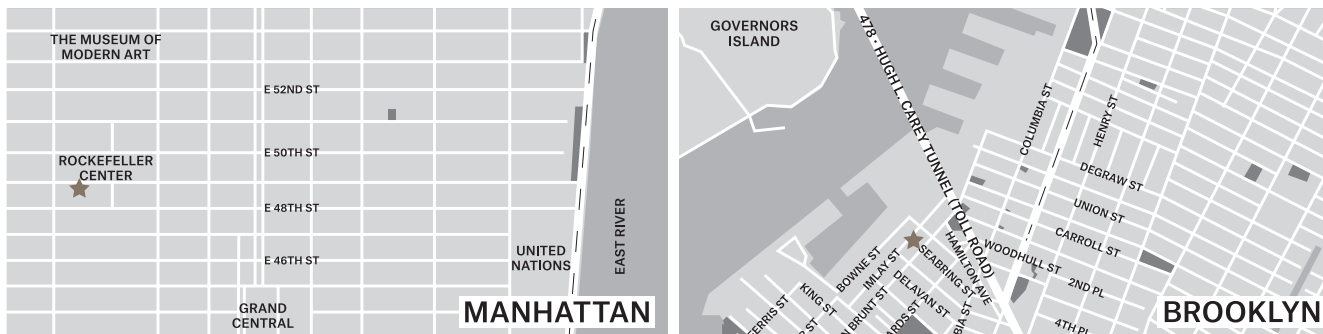 THE MUSEUM OF
MODERN ART
E 52ND ST
E 50TH ST
ROCKEFELLER
CENTER
E 48TH ST
EAST RIVER
UNITED
NATIONS
E 46TH ST
GRAND
CENTRAL
MANHATTAN
GOVERNORS
ISLAND
478 · HUGH L. CAREY TUNNEL (TOLL ROAD)
COLUMBIA ST
HENRY ST
DEGRAW ST
UNION ST
CARROLL ST
WOODHULL ST
2ND PL
4TH PL
HAMILTON AVE
SEABRING ST
DELAVAN ST
BOWNE ST
IMLAY ST
KING ST
BROOKLYN